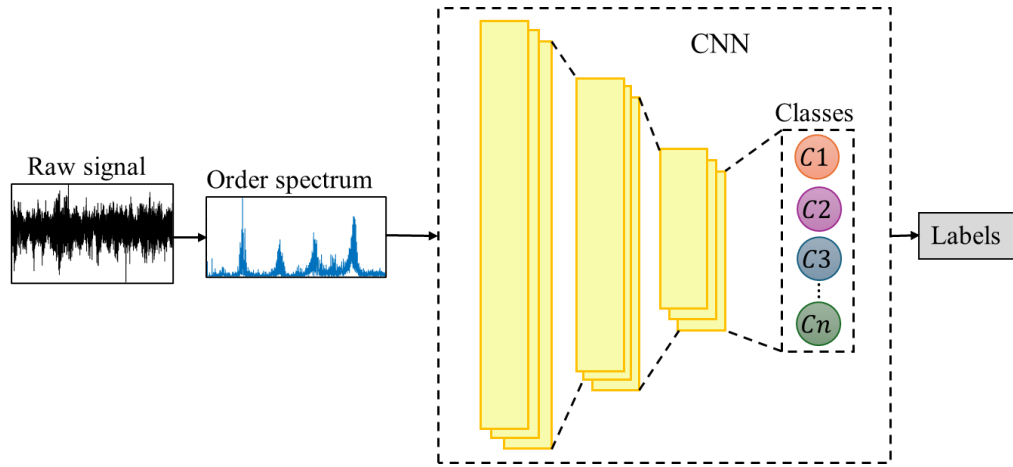 CNN
Classes
Raw signal
Order spectrum
C1
C2
C3
Cn
Labels